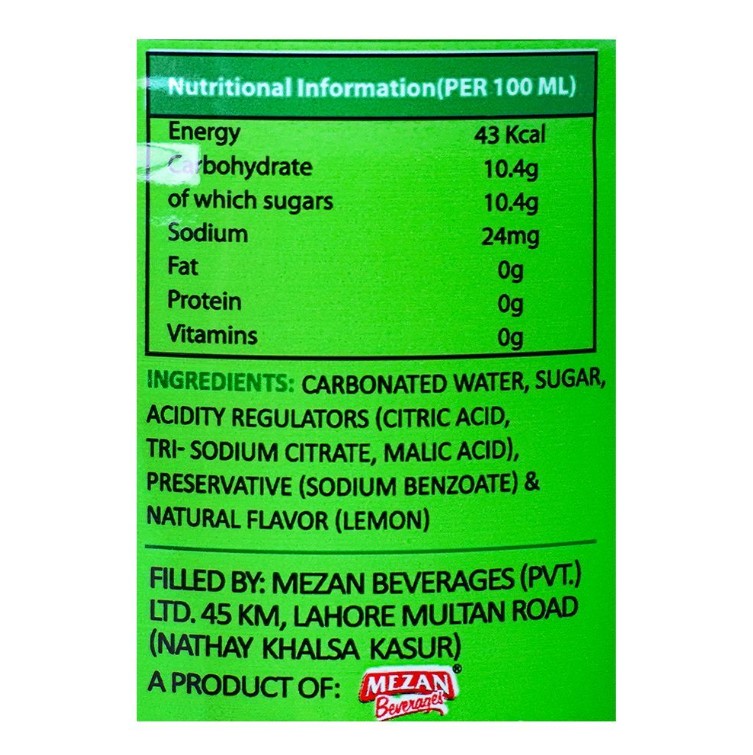 Nutritional Information(PER 100 ML)
Energy 43 Kcal
Carbohydrate 10.4g
of which sugars 10.4g
Sodium 24mg
Fat 0g
Protein 0g
Vitamins 0g
INGREDIENTS: CARBONATED WATER, SUGAR,
ACIDITY REGULATORS (CITRIC ACID,
TRI- SODIUM CITRATE, MALIC ACID),
PRESERVATIVE (SODIUM BENZOATE) &
NATURAL FLAVOR (LEMON)
FILLED BY: MEZAN BEVERAGES (PVT.)
LTD. 45 KM, LAHORE MULTAN ROAD
(NATHAY KHALSA KASUR)
A PRODUCT OF: MEZAN®
Beverages